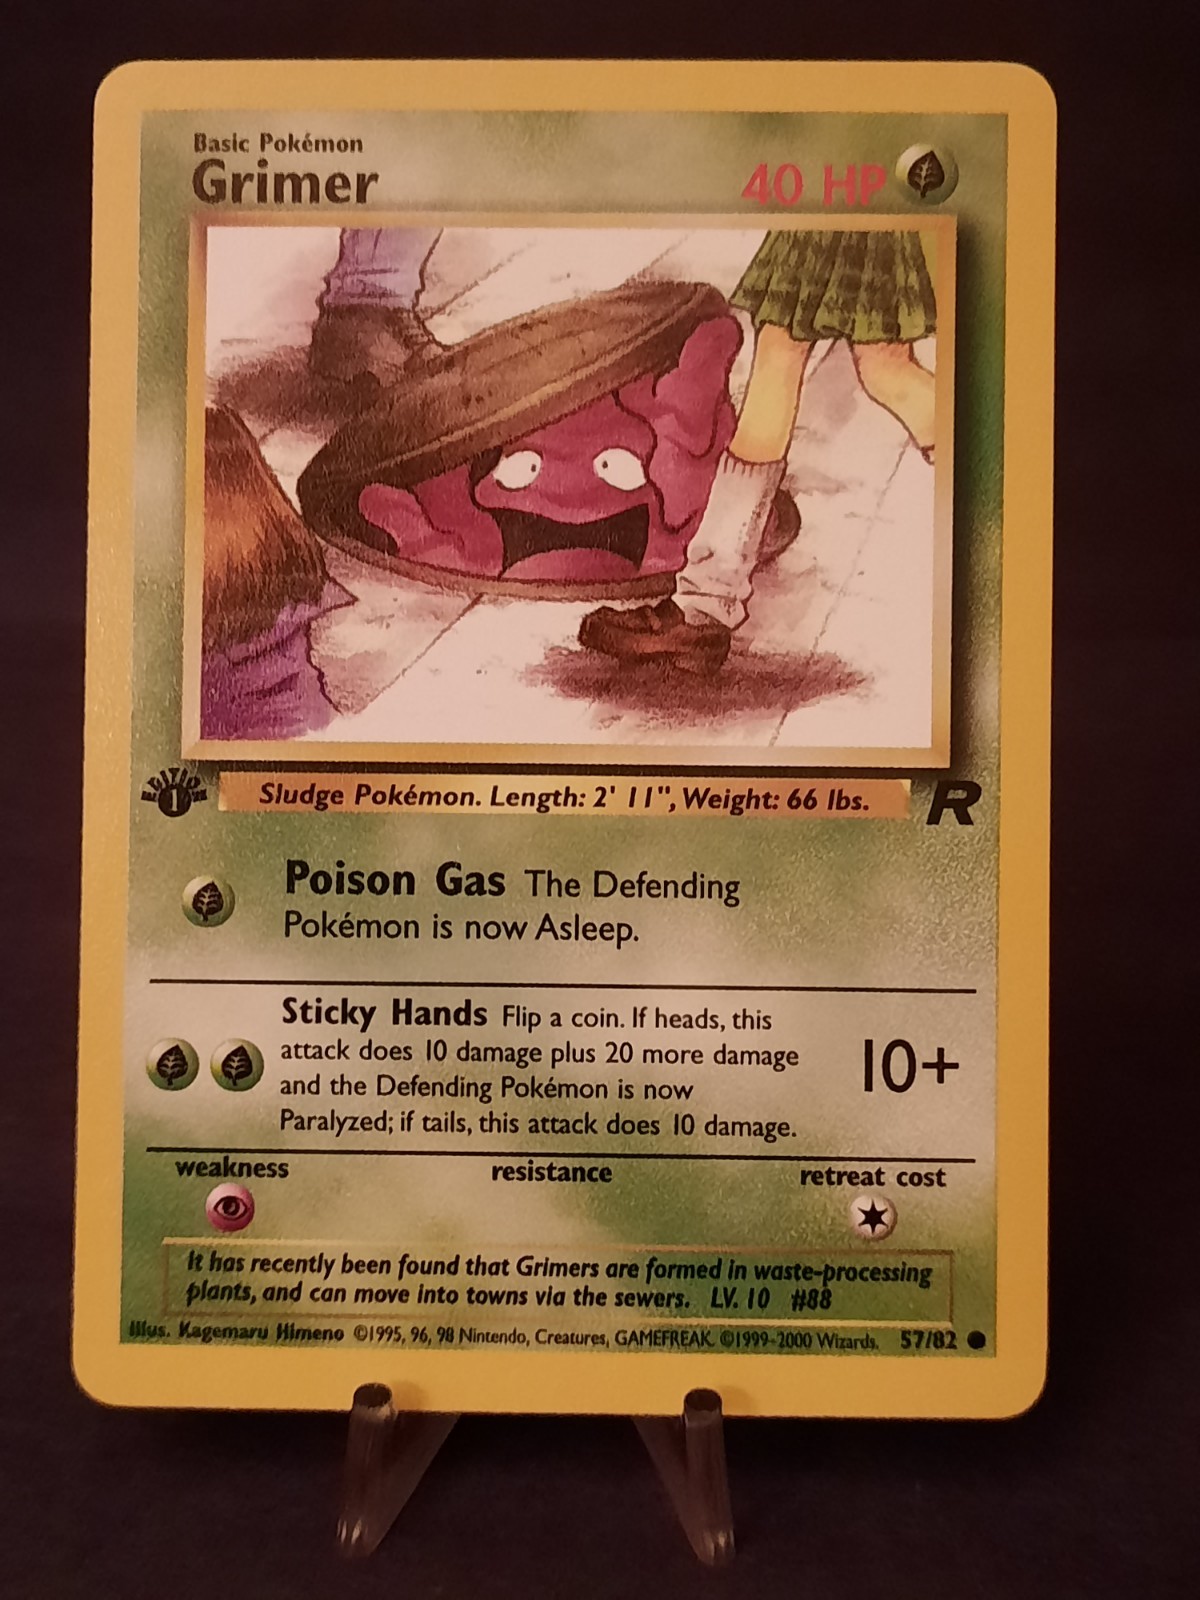 Basic Pokémon
Grimer
40 HP
EDITION
1
Sludge Pokémon. Length: 2' 11", Weight: 66 lbs.
R
Poison Gas The Defending
Pokémon is now Asleep.
Sticky Hands Flip a coin. If heads, this
attack does 10 damage plus 20 more damage
and the Defending Pokémon is now
Paralyzed; if tails, this attack does 10 damage.
10+
weakness resistance retreat cost
It has recently been found that Grimers are formed in waste-processing
plants, and can move into towns via the sewers. LV. 10 #88
Illus. Kagemaru Himeno ©1995, 96, 98 Nintendo, Creatures, GAMEFREAK. ©1999-2000 Wizards. 57/82